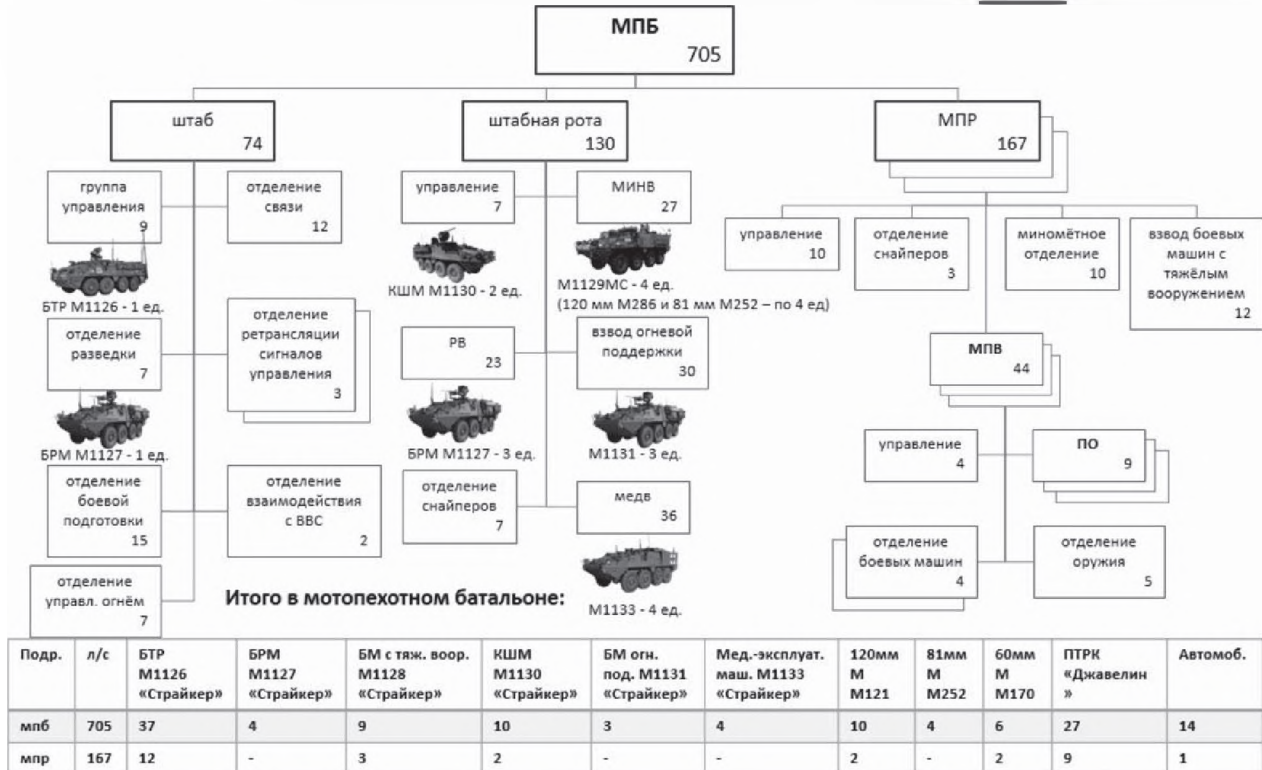 МПБ
705
штаб
74
штабная рота
130
МПР
167
группа
управления
9
отделение
связи
12
БТР М1126 - 1 ед.
отделение
разведки
7
отделение
ретрансляции
сигналов
управления
3
БРМ М1127 - 1 ед.
отделение
боевой
подготовки
15
отделение
взаимодействия
с ВВС
2
отделение
управл. огнём
7
управление
7
МИНВ
27
КШМ М1130 - 2 ед.
М1129МС - 4 ед.
(120 мм М286 и 81 мм М252 – по 4 ед)
РВ
23
взвод огневой
поддержки
30
БРМ М1127 - 3 ед.
М1131 - 3 ед.
отделение
снайперов
7
медв
36
М1133 - 4 ед.
управление
10
отделение
снайперов
3
миномётное
отделение
10
взвод боевых
машин с
тяжёлым
вооружением
12
МПВ
44
управление
4
ПО
9
отделение
боевых машин
4
отделение
оружия
5
Итого в мотопехотном батальоне:
Подр. л/с БТР М1126 «Страйкер» БРМ М1127 «Страйкер» БМ с тяж. воор. М1128 «Страйкер» КШМ М1130 «Страйкер» БМ огн. под. М1131 «Страйкер» Мед.-эксплуат. маш. М1133 «Страйкер» 120мм М М121 81мм М М252 60мм М М170 ПТРК «Джавелин» Автомоб.
мпб 705 37 4 9 10 3 4 10 4 6 27 14
мпр 167 12 - 3 2 - - 2 - 2 9 1